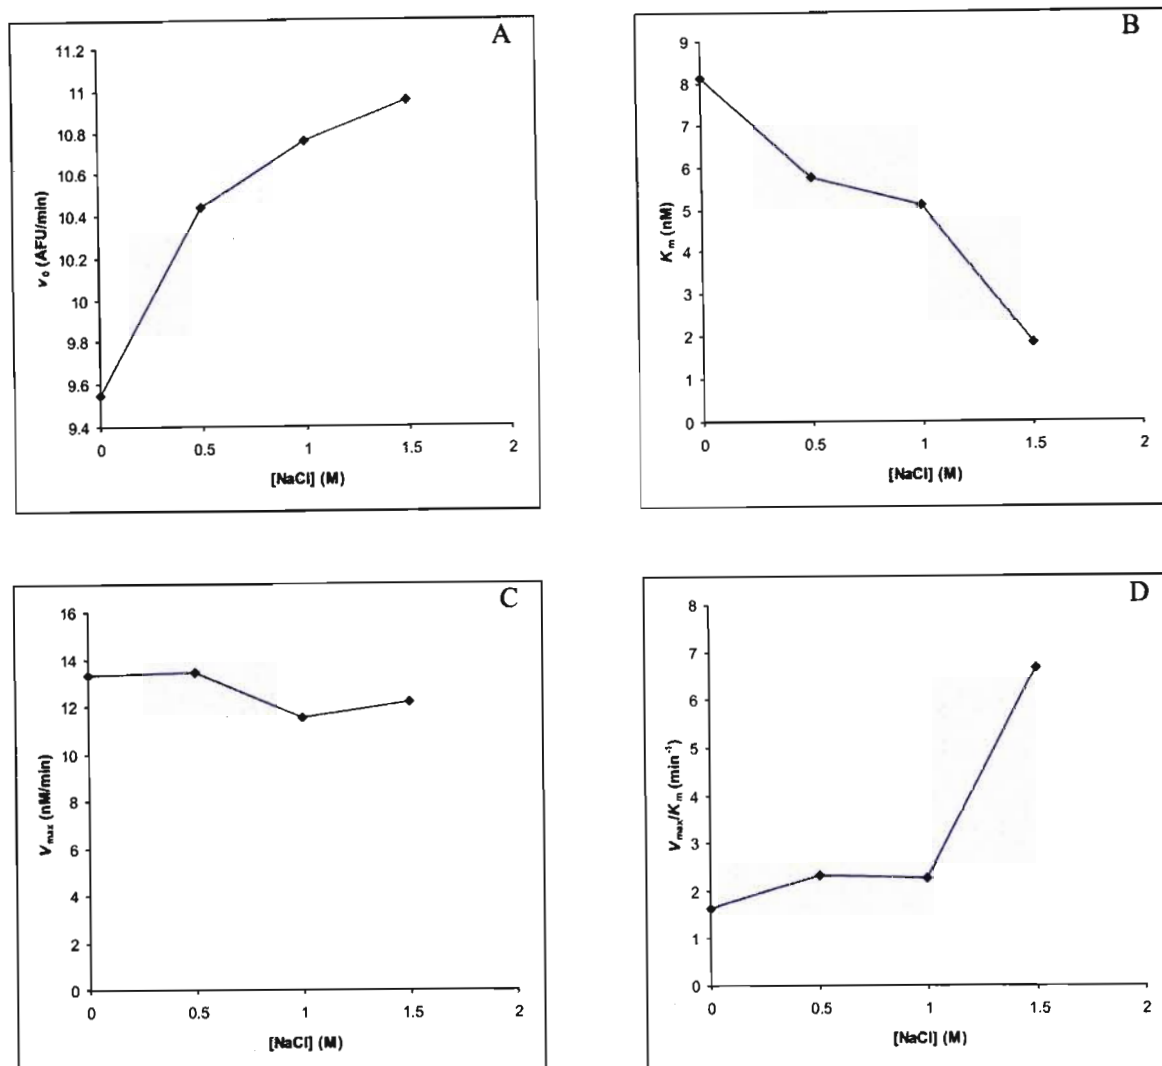 A
11.2
11
10.8
10.6
10.4
10.2
10
9.8
9.6
9.4
v0 (AFU/min)
0 0.5 1 1.5 2
[NaCl] (M)
B
9
8
7
6
5
4
3
2
1
0
Km (nM)
0 0.5 1 1.5 2
[NaCl] (M)
C
16
14
12
10
8
6
4
2
0
Vmax (nM/min)
0 0.5 1 1.5 2
[NaCl] (M)
D
8
7
6
5
4
3
2
1
0
Vmax/Km (min-1)
0 0.5 1 1.5 2
[NaCl] (M)